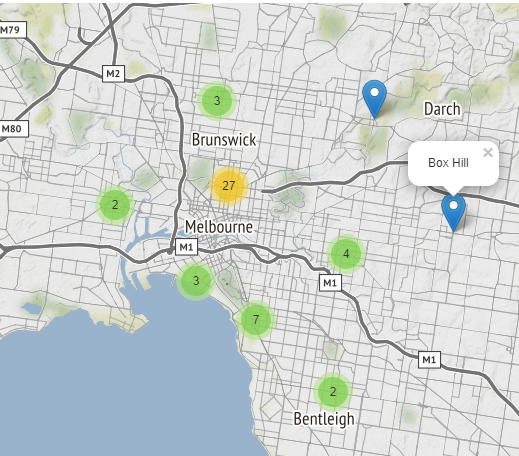 M79
M2
3
Darch
M80
Brunswick
×
Box Hill
27
2
Melbourne
M1
4
3
M1
7
M1
2
Bentleigh